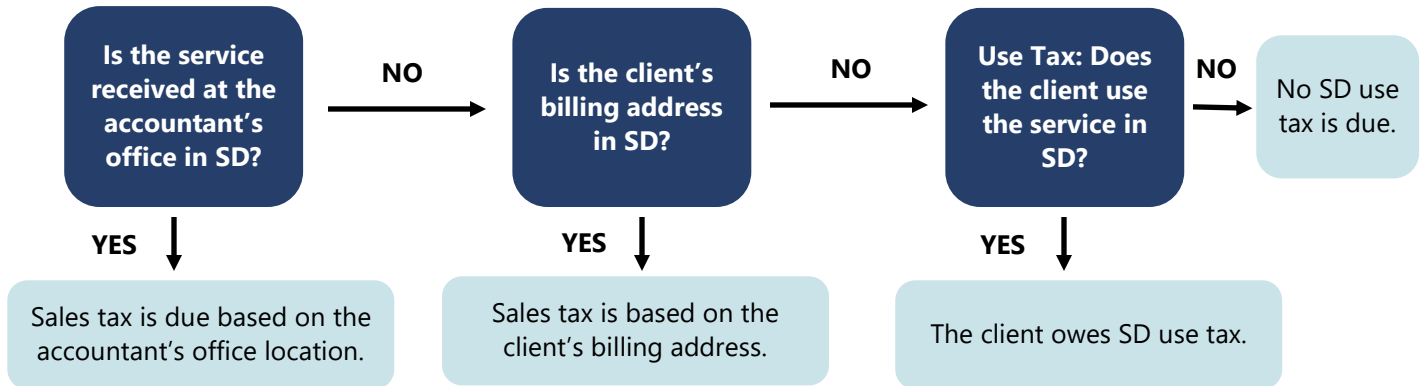 Is the service
received at the
accountant's
office in SD?
NO
Is the client's
billing address
in SD?
NO
Use Tax: Does
the client use
the service in
SD?
NO
No SD use
tax is due.
YES
Sales tax is due based on the
accountant's office location.
YES
Sales tax is based on the
client's billing address.
YES
The client owes SD use tax.